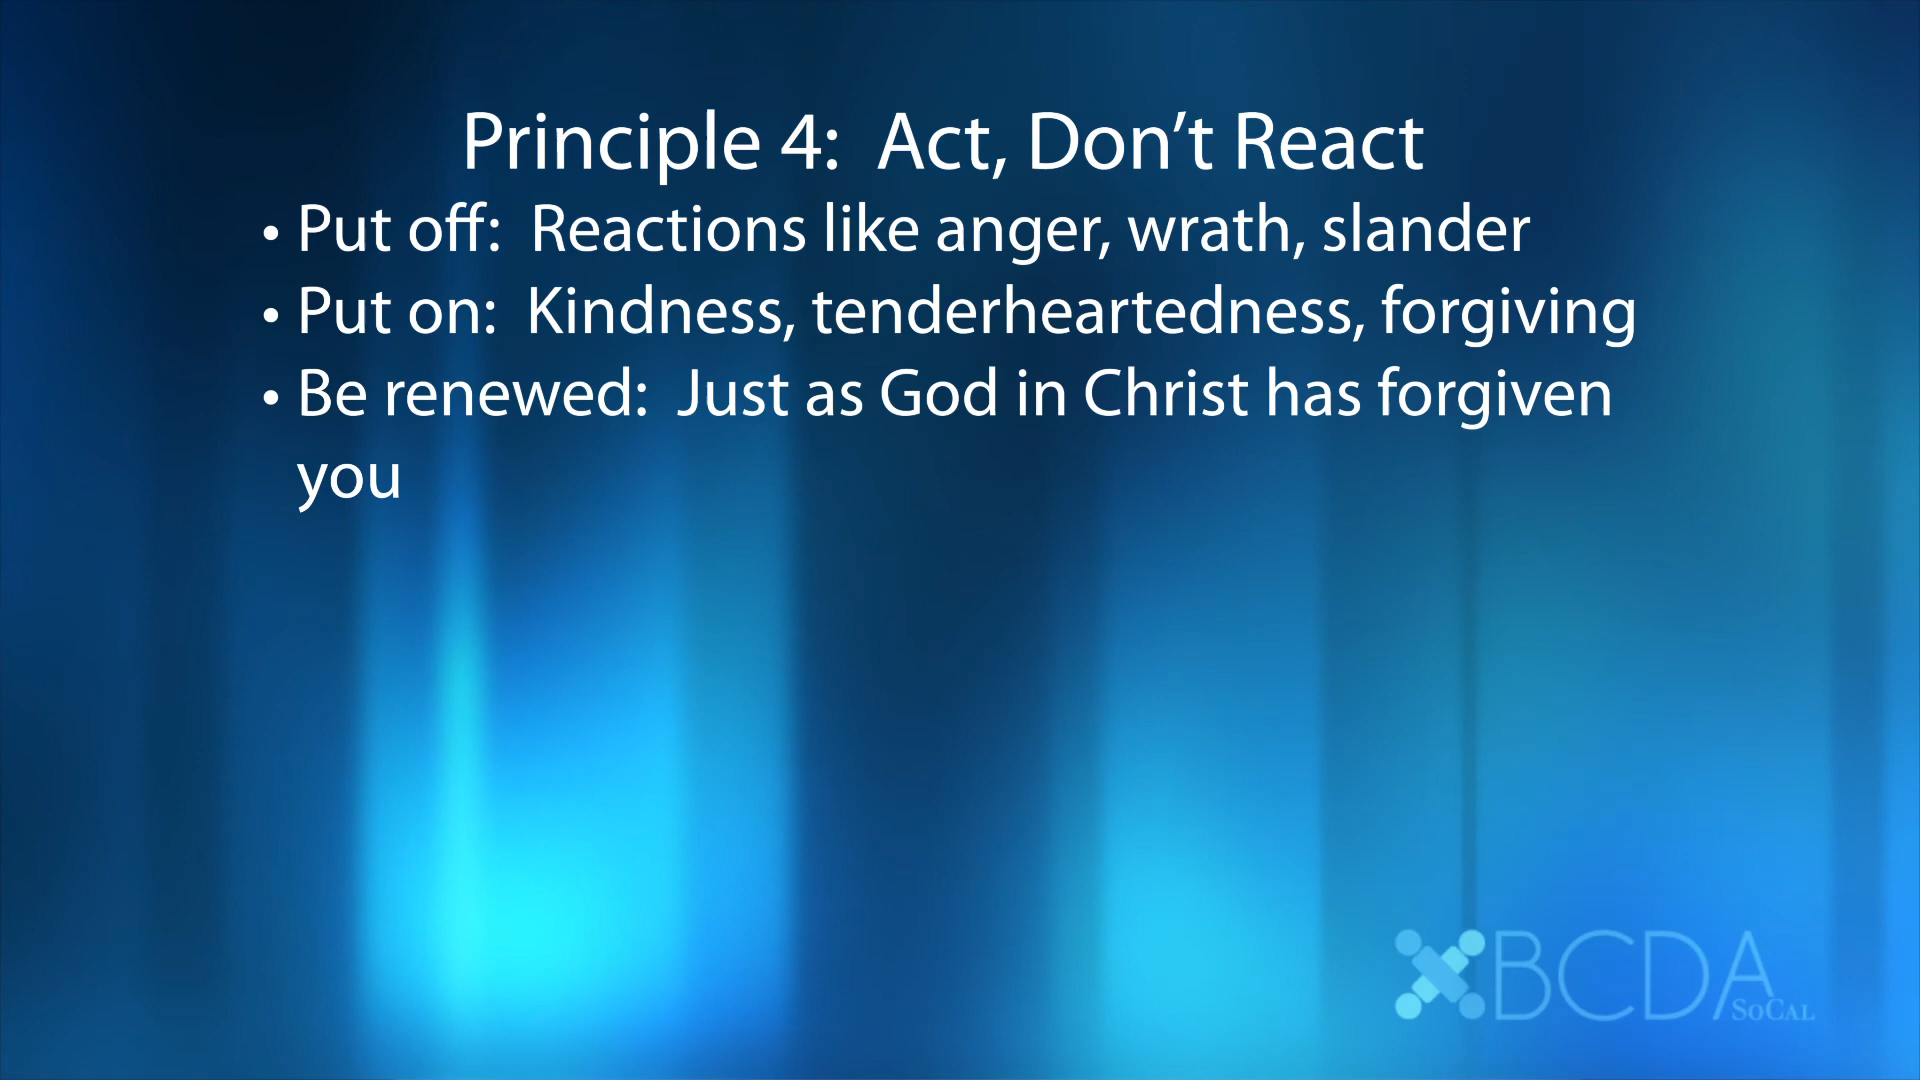 Principle 4:  Act, Don’t React
• Put off:  Reactions like anger, wrath, slander
• Put on:  Kindness, tenderheartedness, forgiving
• Be renewed:  Just as God in Christ has forgiven
you
BCDA
SoCal